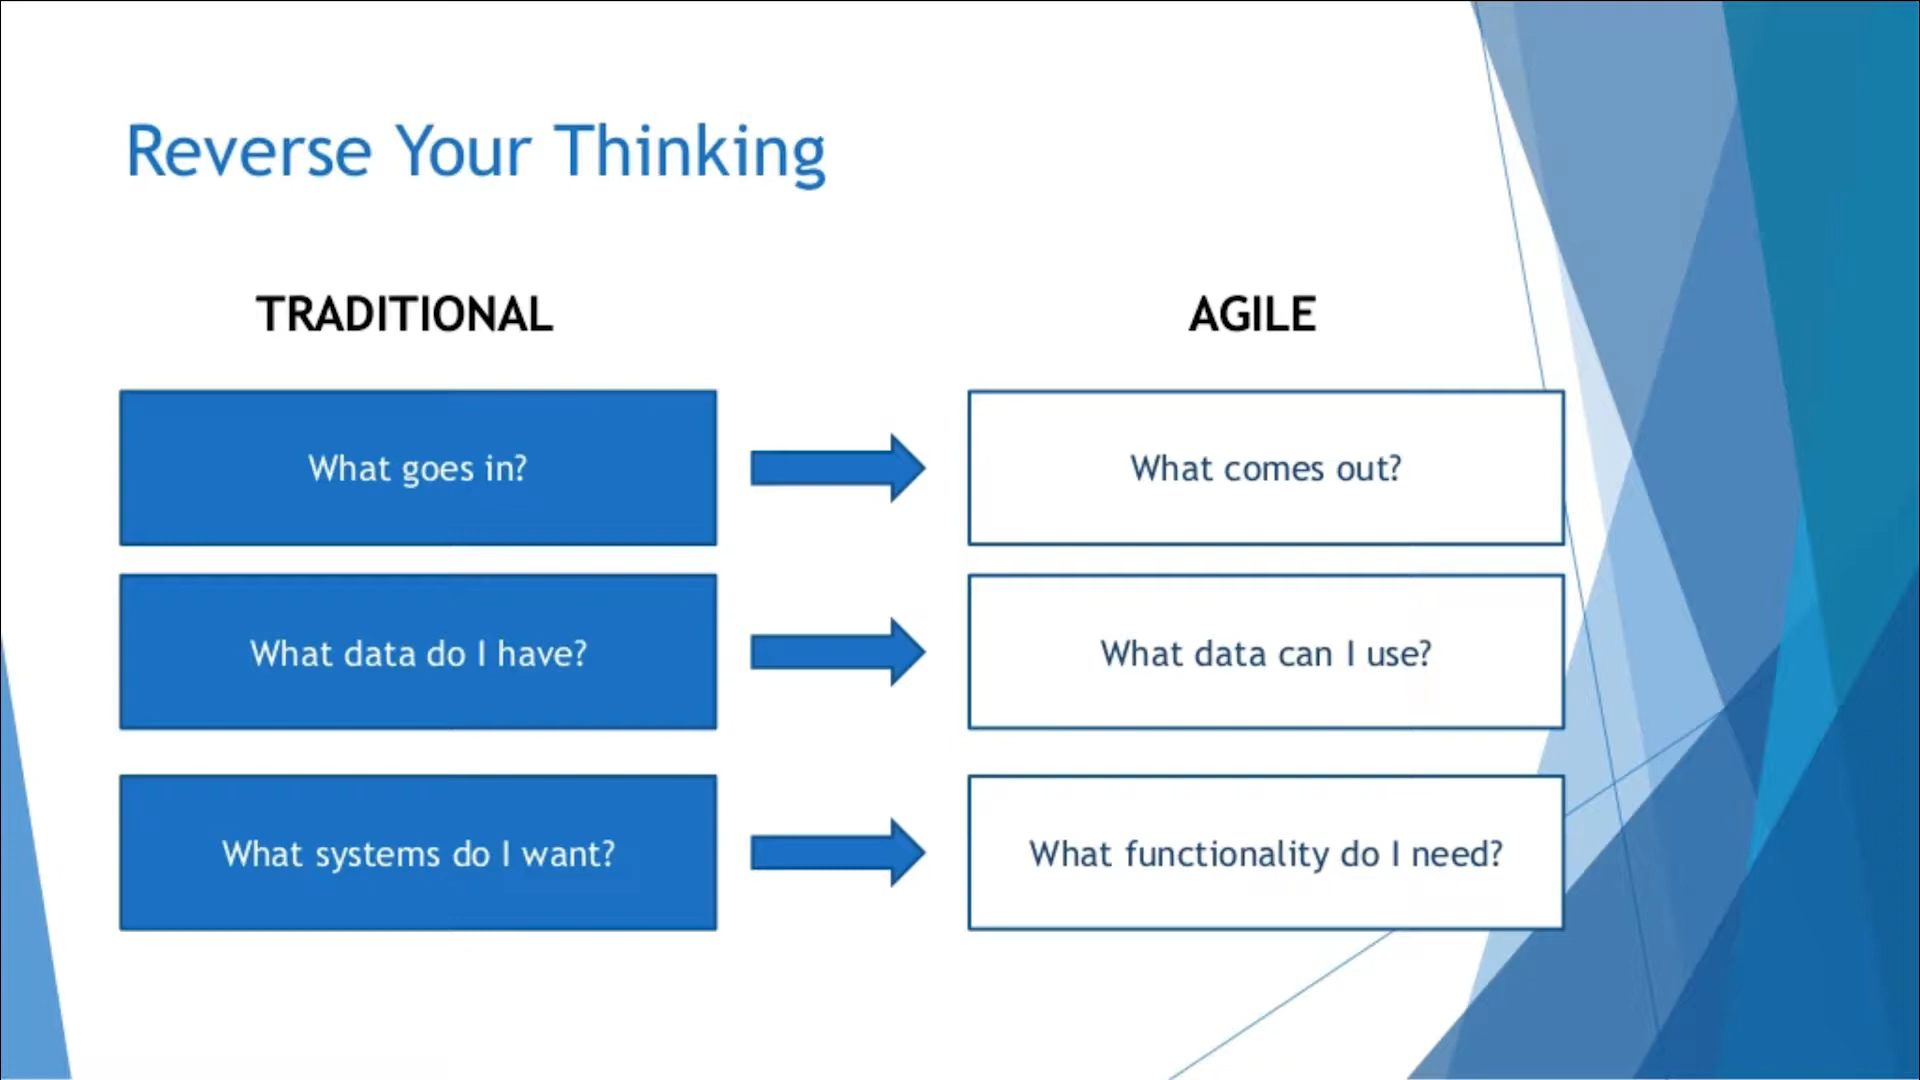 Reverse Your Thinking
TRADITIONAL
AGILE
What goes in?
What comes out?
What data do I have?
What data can I use?
What systems do I want?
What functionality do I need?